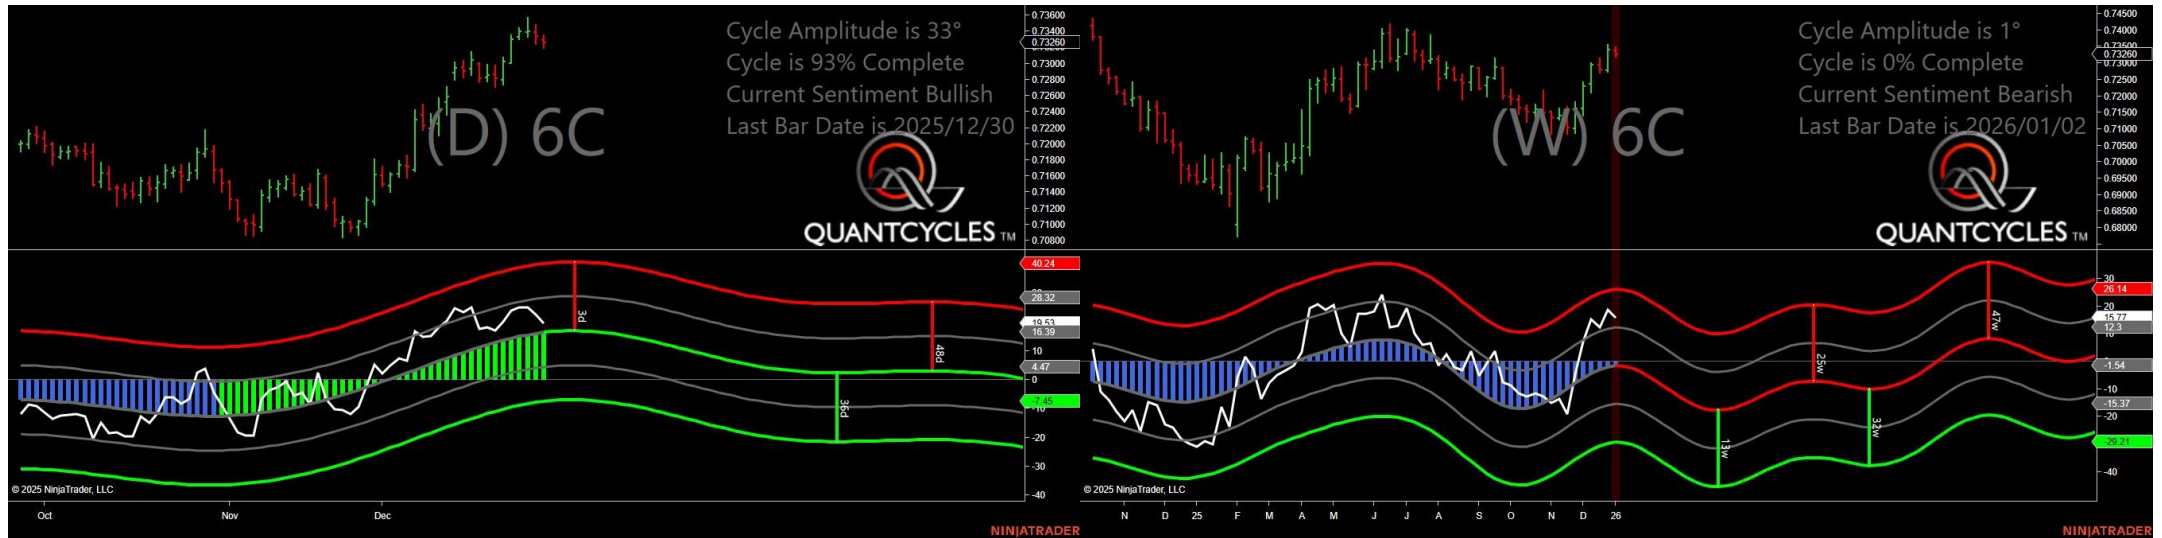 Cycle Amplitude is 33°
Cycle is 93% Complete
Current Sentiment Bullish
Last Bar Date is 2025/12/30
(D) 6C
QUANTCYCLES TM
0.73600
0.73400
0.73260
0.73000
0.72800
0.72600
0.72400
0.72200
0.72000
0.71800
0.71600
0.71400
0.71200
0.71000
0.70800
40.24
28.32
19.53
16.39
10
4.47
0
-7.45
-10
-20
-30
-40
3d
48d
36d
© 2025 NinjaTrader, LLC
Oct Nov Dec
NINJATRADER
Cycle Amplitude is 1°
Cycle is 0% Complete
Current Sentiment Bearish
Last Bar Date is 2026/01/02
(W) 6C
QUANTCYCLES TM
0.74500
0.74000
0.73500
0.73260
0.73000
0.72500
0.72000
0.71500
0.71000
0.70500
0.70000
0.69500
0.69000
0.68500
0.68000
30
26.14
20
15.77
12.3
-1.54
-10
-15.37
-20
-29.21
-40
25w
47w
13w
32w
© 2025 NinjaTrader, LLC
N D 25 F M A M J J A S O N D 26
NINJATRADER